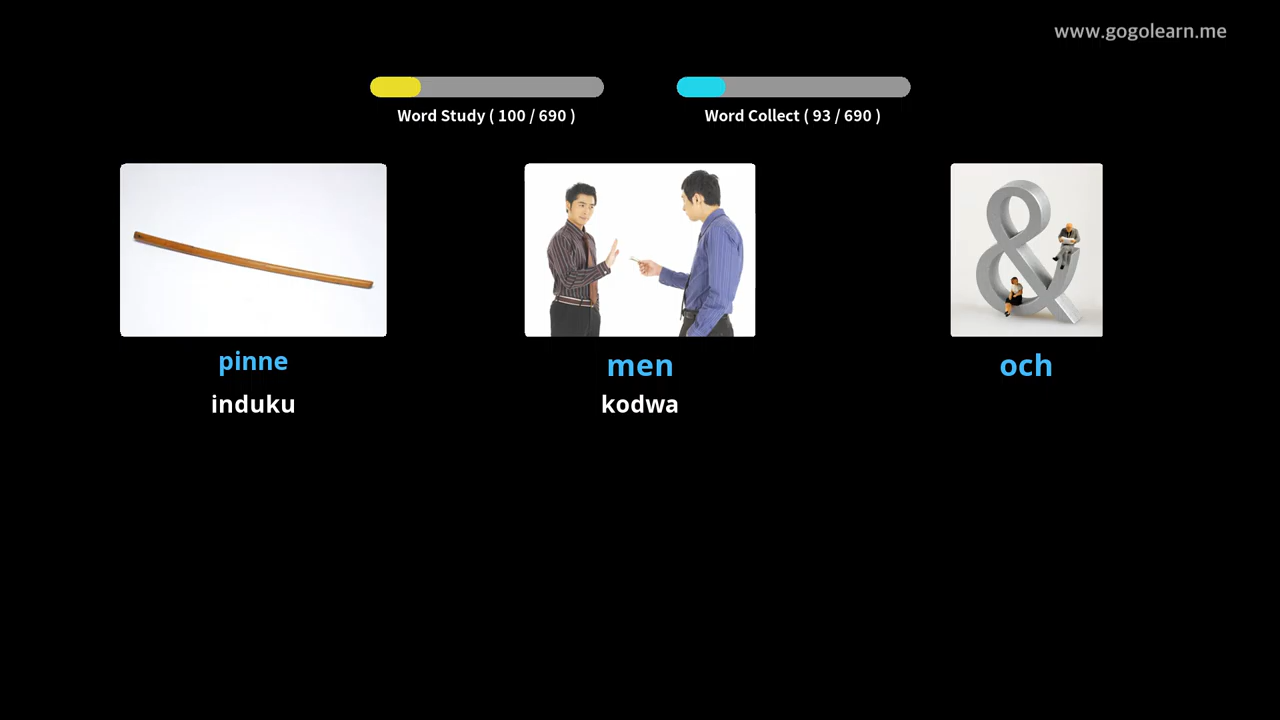 www.gogolearn.me
Word Study ( 100 / 690 )
Word Collect ( 93 / 690 )
pinne
men
och
induku
kodwa